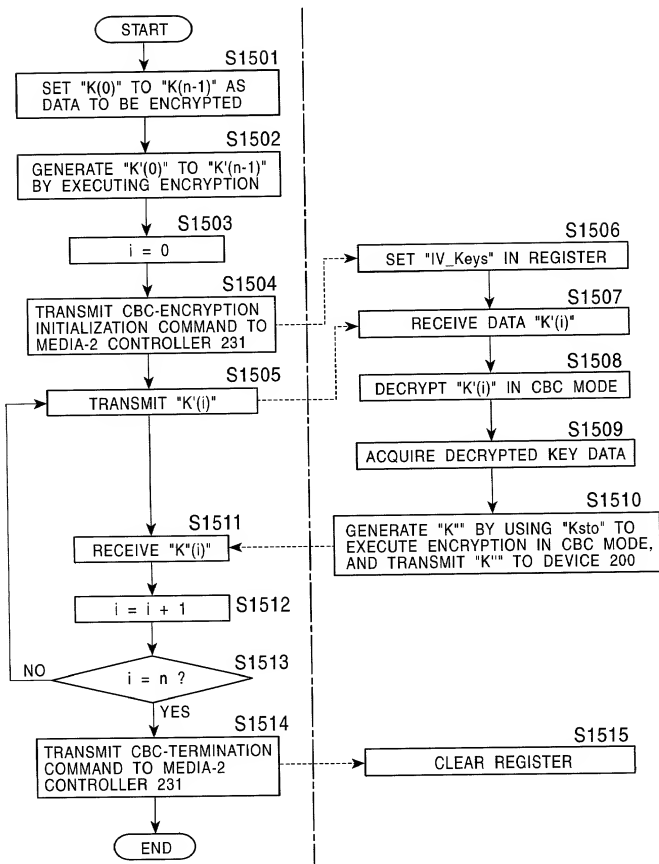 START
S1501
SET "K(0)" TO "K(n-1)" AS
DATA TO BE ENCRYPTED
S1502
GENERATE "K'(0)" TO "K'(n-1)"
BY EXECUTING ENCRYPTION
S1503
i = 0
S1504
TRANSMIT CBC-ENCRYPTION
INITIALIZATION COMMAND TO
MEDIA-2 CONTROLLER 231
S1505
TRANSMIT "K'(i)"
S1506
SET "IV_Keys" IN REGISTER
S1507
RECEIVE DATA "K'(i)"
S1508
DECRYPT "K'(i)" IN CBC MODE
S1509
ACQUIRE DECRYPTED KEY DATA
S1510
GENERATE "K"" BY USING "Ksto" TO
EXECUTE ENCRYPTION IN CBC MODE,
AND TRANSMIT "K"" TO DEVICE 200
S1511
RECEIVE "K"(i)"
i = i + 1
S1512
S1513
NO
i = n ?
YES
S1514
TRANSMIT CBC-TERMINATION
COMMAND TO MEDIA-2
CONTROLLER 231
S1515
CLEAR REGISTER
END